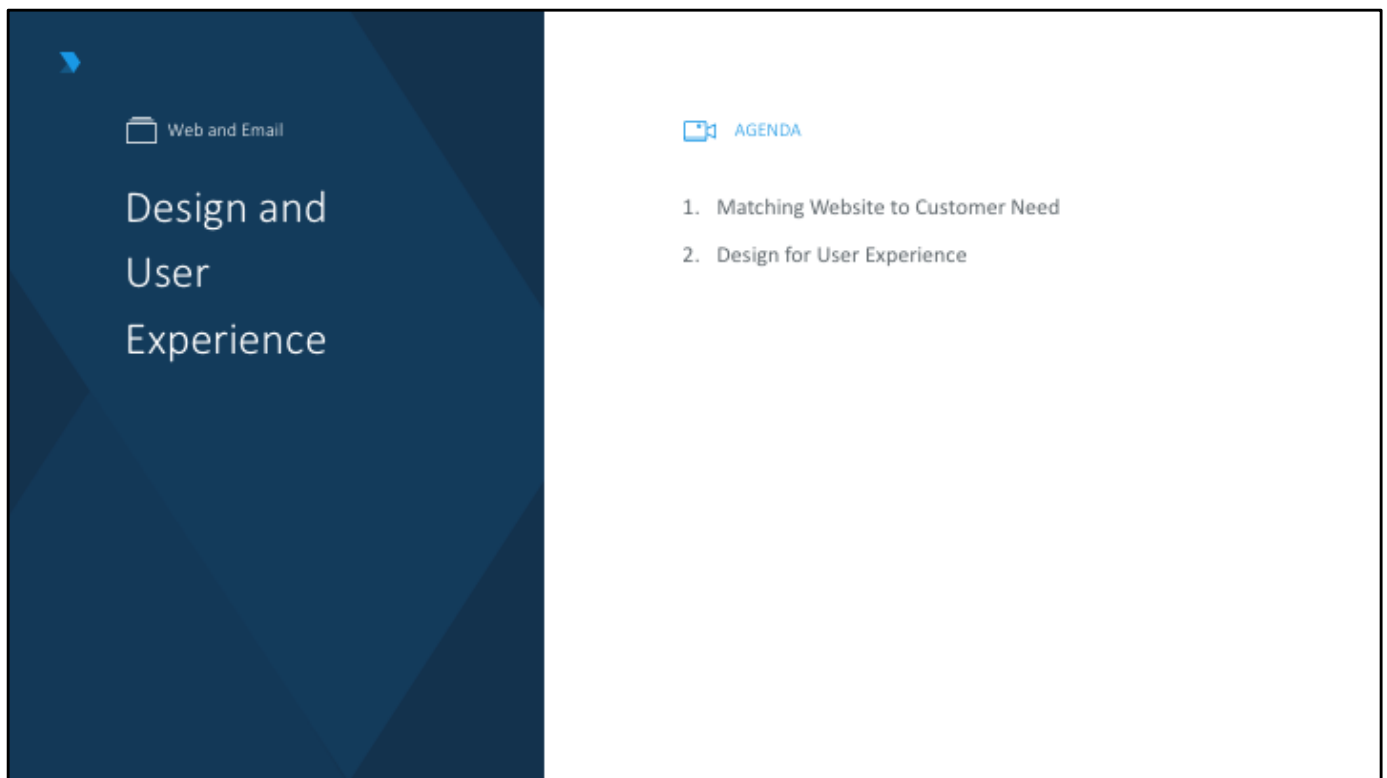 Web and Email
Design and
User
Experience
AGENDA
1. Matching Website to Customer Need
2. Design for User Experience